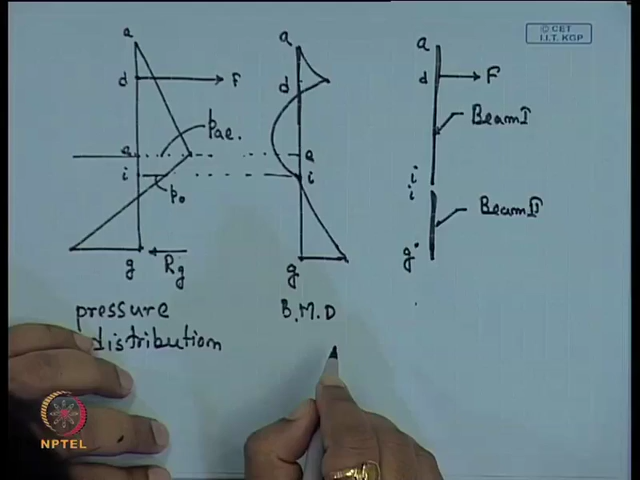 © CET
I.I.T. KGP
a
a
a
d
F
d
d
F
Beam I
Pae.
a
a
i
i
i
i
Po
Beam II
g
Rg
g
g
pressure
distribution
B.M.D
NPTEL